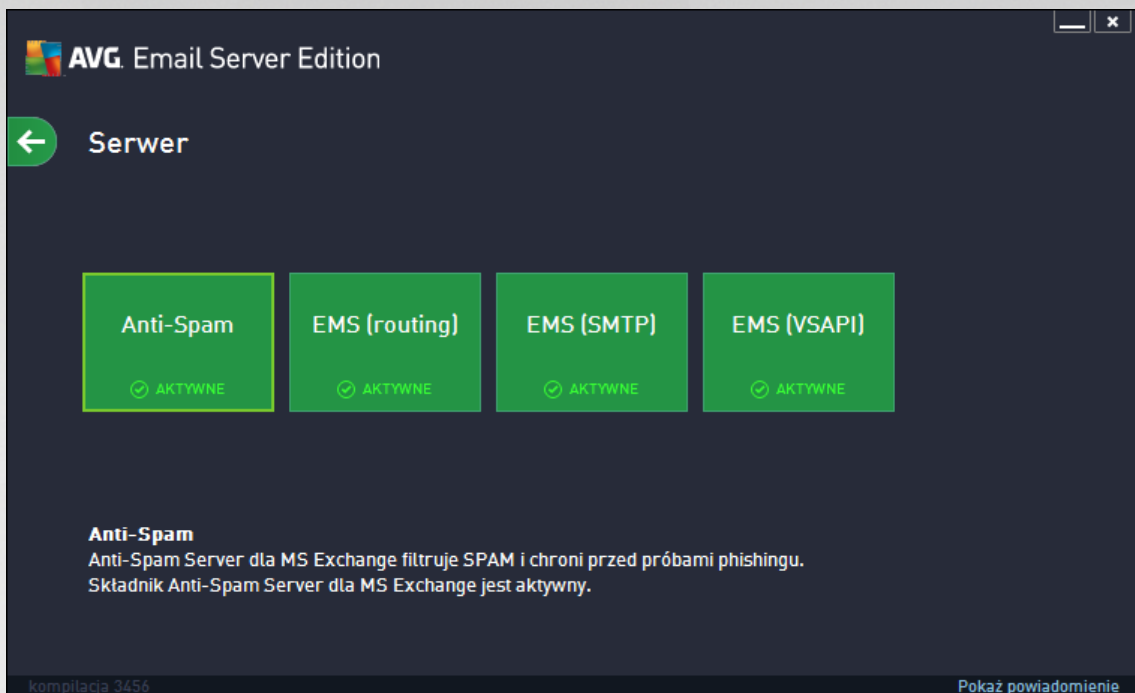 AVG. Email Server Edition
Serwer
Anti-Spam
AKTYWNE
EMS (routing)
AKTYWNE
EMS (SMTP)
AKTYWNE
EMS (VSAPI)
AKTYWNE
Anti-Spam
Anti-Spam Server dla MS Exchange filtruje SPAM i chroni przed próbami phishingu.
Składnik Anti-Spam Server dla MS Exchange jest aktywny.
kompilacja 3456
Pokaż powiadomienie